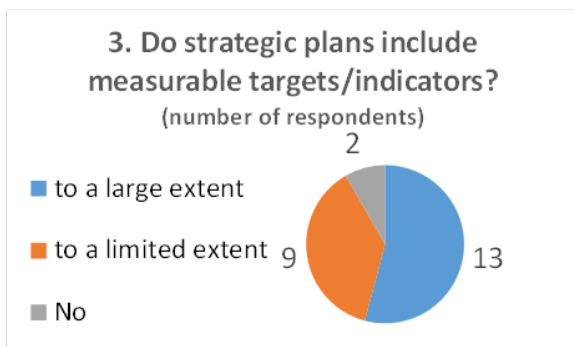 3. Do strategic plans include
measurable targets/indicators?
(number of respondents)
2
to a large extent
to a limited extent
9
13
No